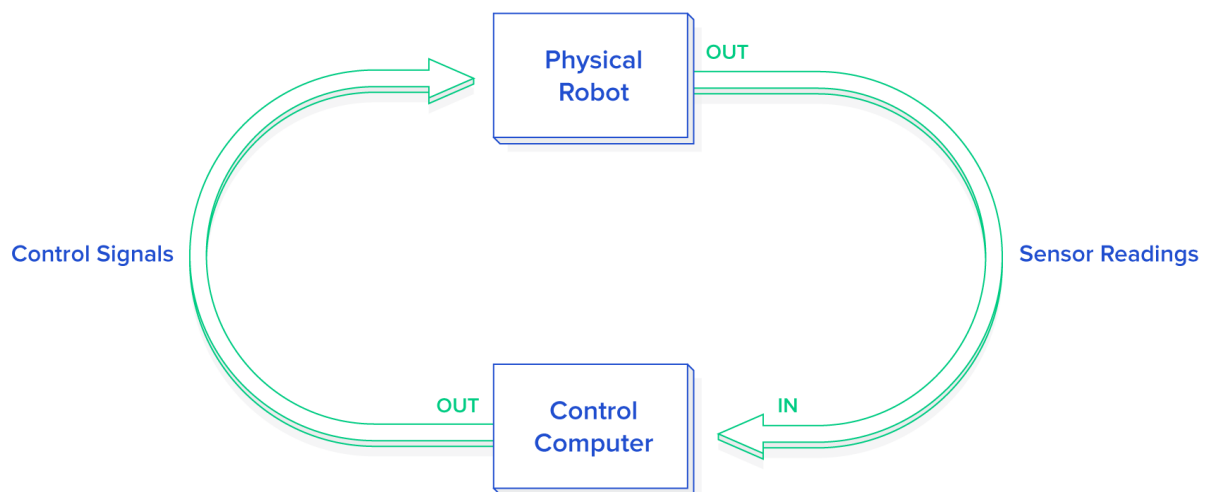 Physical
Robot
OUT
Control Signals
Sensor Readings
OUT
Control
Computer
IN